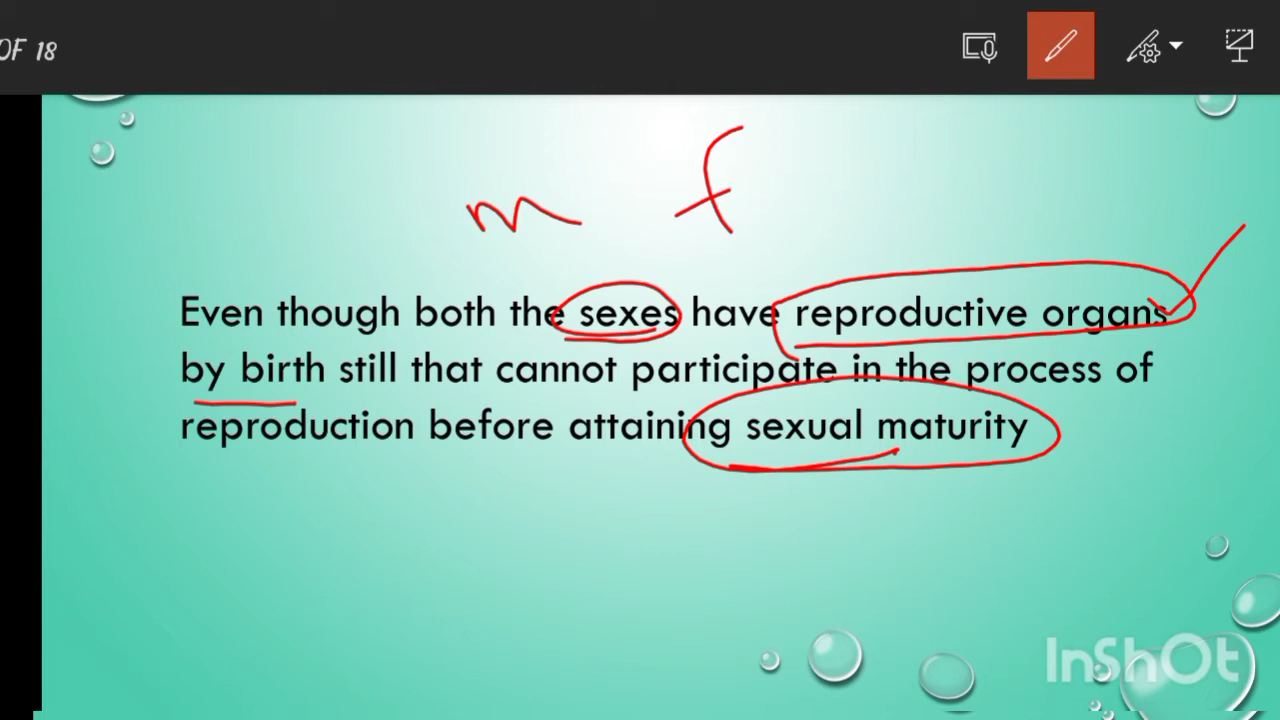 OF 18
m f
Even though both the sexes have reproductive organs
by birth still that cannot participate in the process of
reproduction before attaining sexual maturity
InShOt